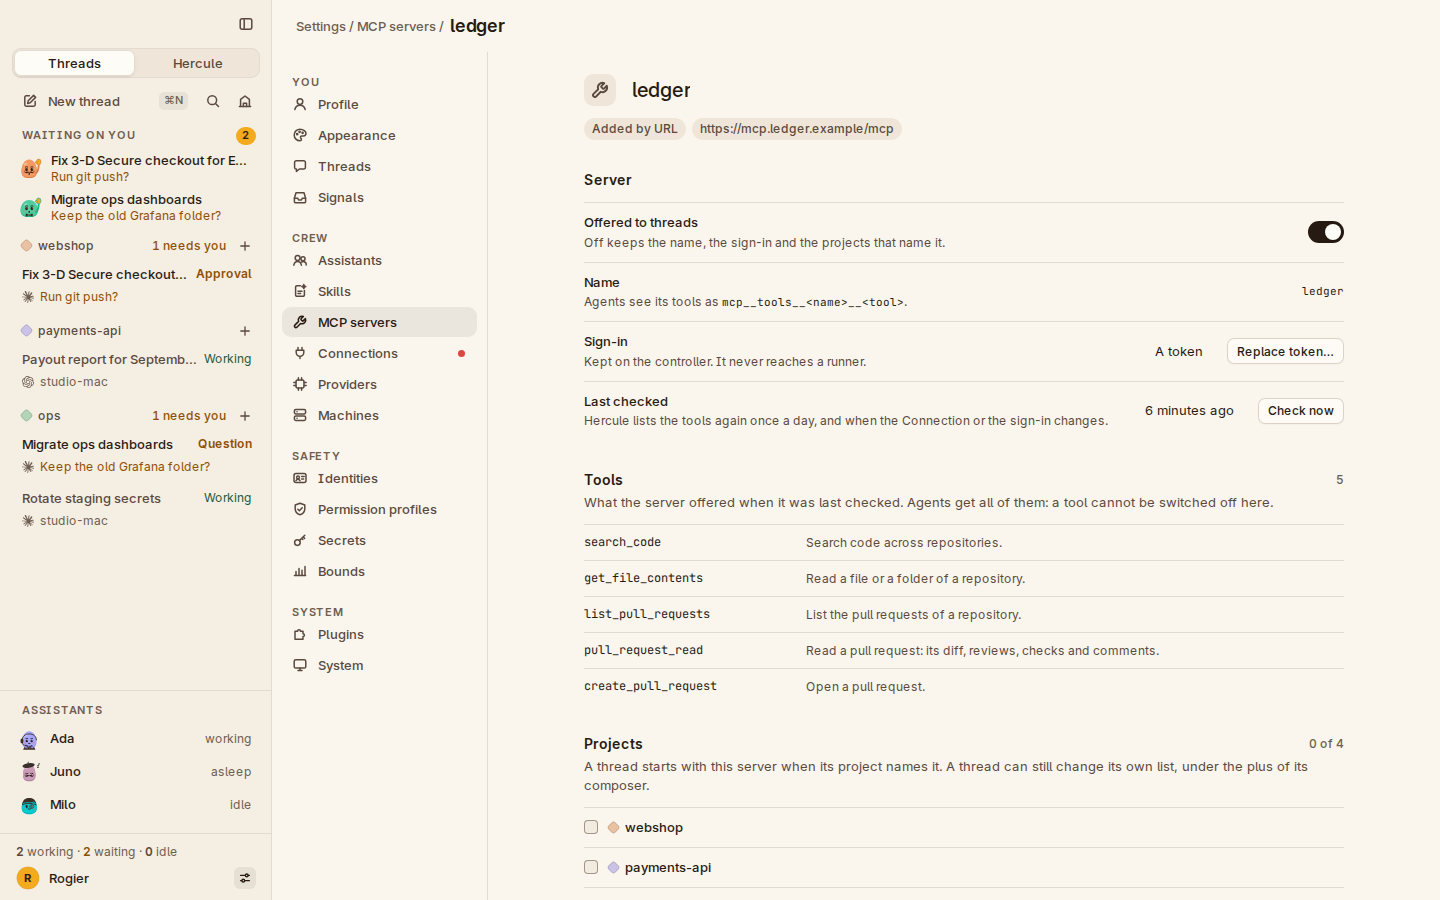 Threads
Hercule
New thread
⌘N
WAITING ON YOU
2
Fix 3-D Secure checkout for E...
Run git push?
Migrate ops dashboards
Keep the old Grafana folder?
webshop
1 needs you
Fix 3-D Secure checkout...
Approval
Run git push?
payments-api
Payout report for Septemb...
Working
studio-mac
ops
1 needs you
Migrate ops dashboards
Question
Keep the old Grafana folder?
Rotate staging secrets
Working
studio-mac
ASSISTANTS
Ada
working
Juno
asleep
Milo
idle
2 working · 2 waiting · 0 idle
R
Rogier
Settings / MCP servers / ledger
YOU
Profile
Appearance
Threads
Signals
CREW
Assistants
Skills
MCP servers
Connections
Providers
Machines
SAFETY
Identities
Permission profiles
Secrets
Bounds
SYSTEM
Plugins
System
ledger
Added by URL
https://mcp.ledger.example/mcp
Server
Offered to threads
Off keeps the name, the sign-in and the projects that name it.
Name
Agents see its tools as mcp__tools__<name>__<tool>.
ledger
Sign-in
Kept on the controller. It never reaches a runner.
A token
Replace token...
Last checked
Hercule lists the tools again once a day, and when the Connection or the sign-in changes.
6 minutes ago
Check now
Tools
5
What the server offered when it was last checked. Agents get all of them: a tool cannot be switched off here.
search_code
Search code across repositories.
get_file_contents
Read a file or a folder of a repository.
list_pull_requests
List the pull requests of a repository.
pull_request_read
Read a pull request: its diff, reviews, checks and comments.
create_pull_request
Open a pull request.
Projects
0 of 4
A thread starts with this server when its project names it. A thread can still change its own list, under the plus of its
composer.
webshop
payments-api